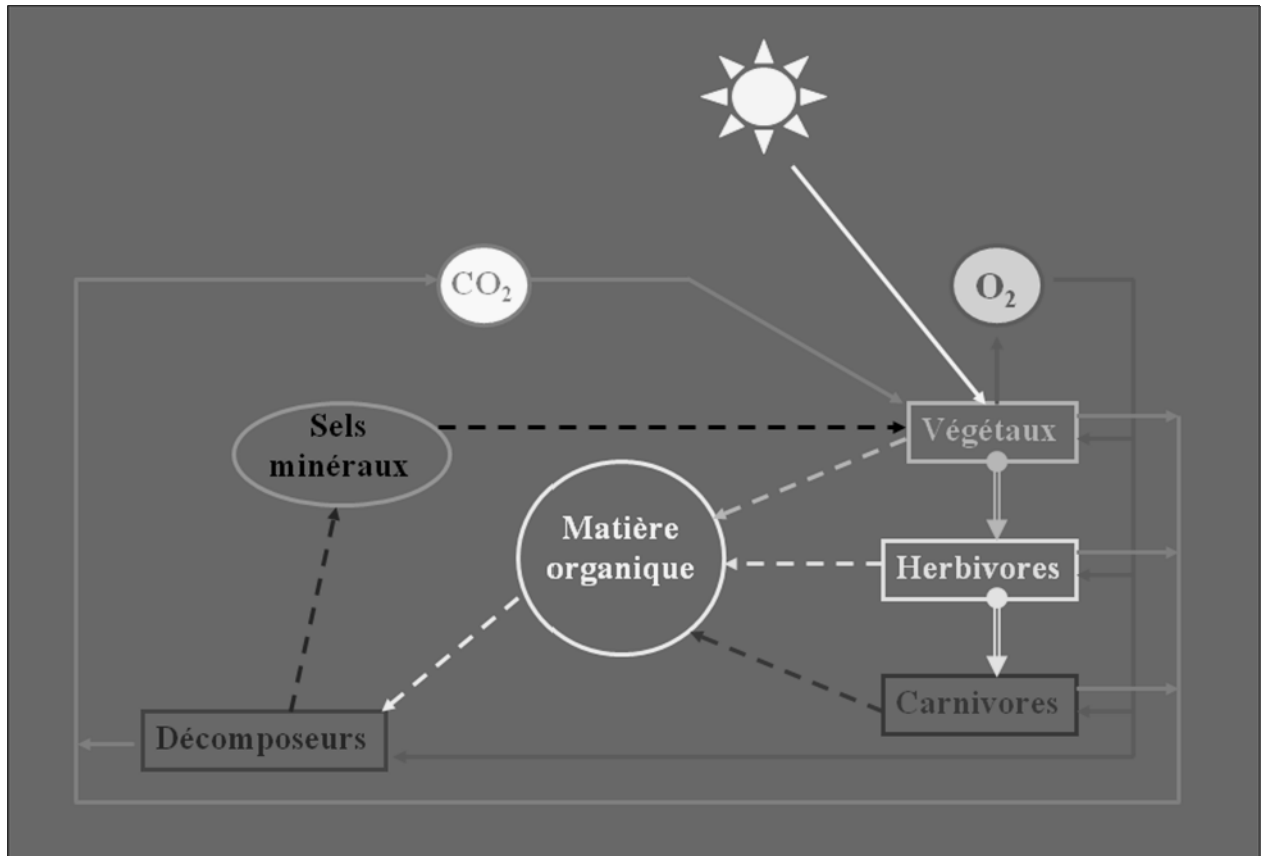 CO₂
O₂
Sels
minéraux
Végétaux
Matière
organique
Herbivores
Carnivores
Décomposeurs